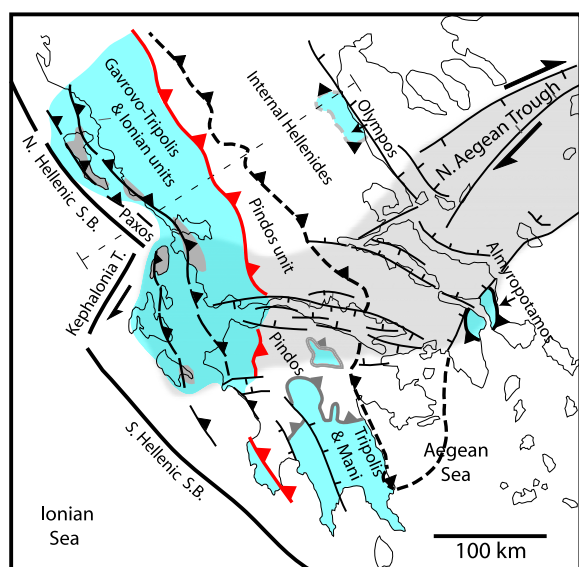 Gavrovo-Tripolis
& Ionian units
Internal Hellenides
Olympos
N. Aegean Trough
N. Hellenic S.B.
Paxos
Pindos unit
Kephalonia T.
Almyropotamos
Pindos
Tripolis
& Mani
Aegean
Sea
S. Hellenic S.B.
Ionian
Sea
100 km